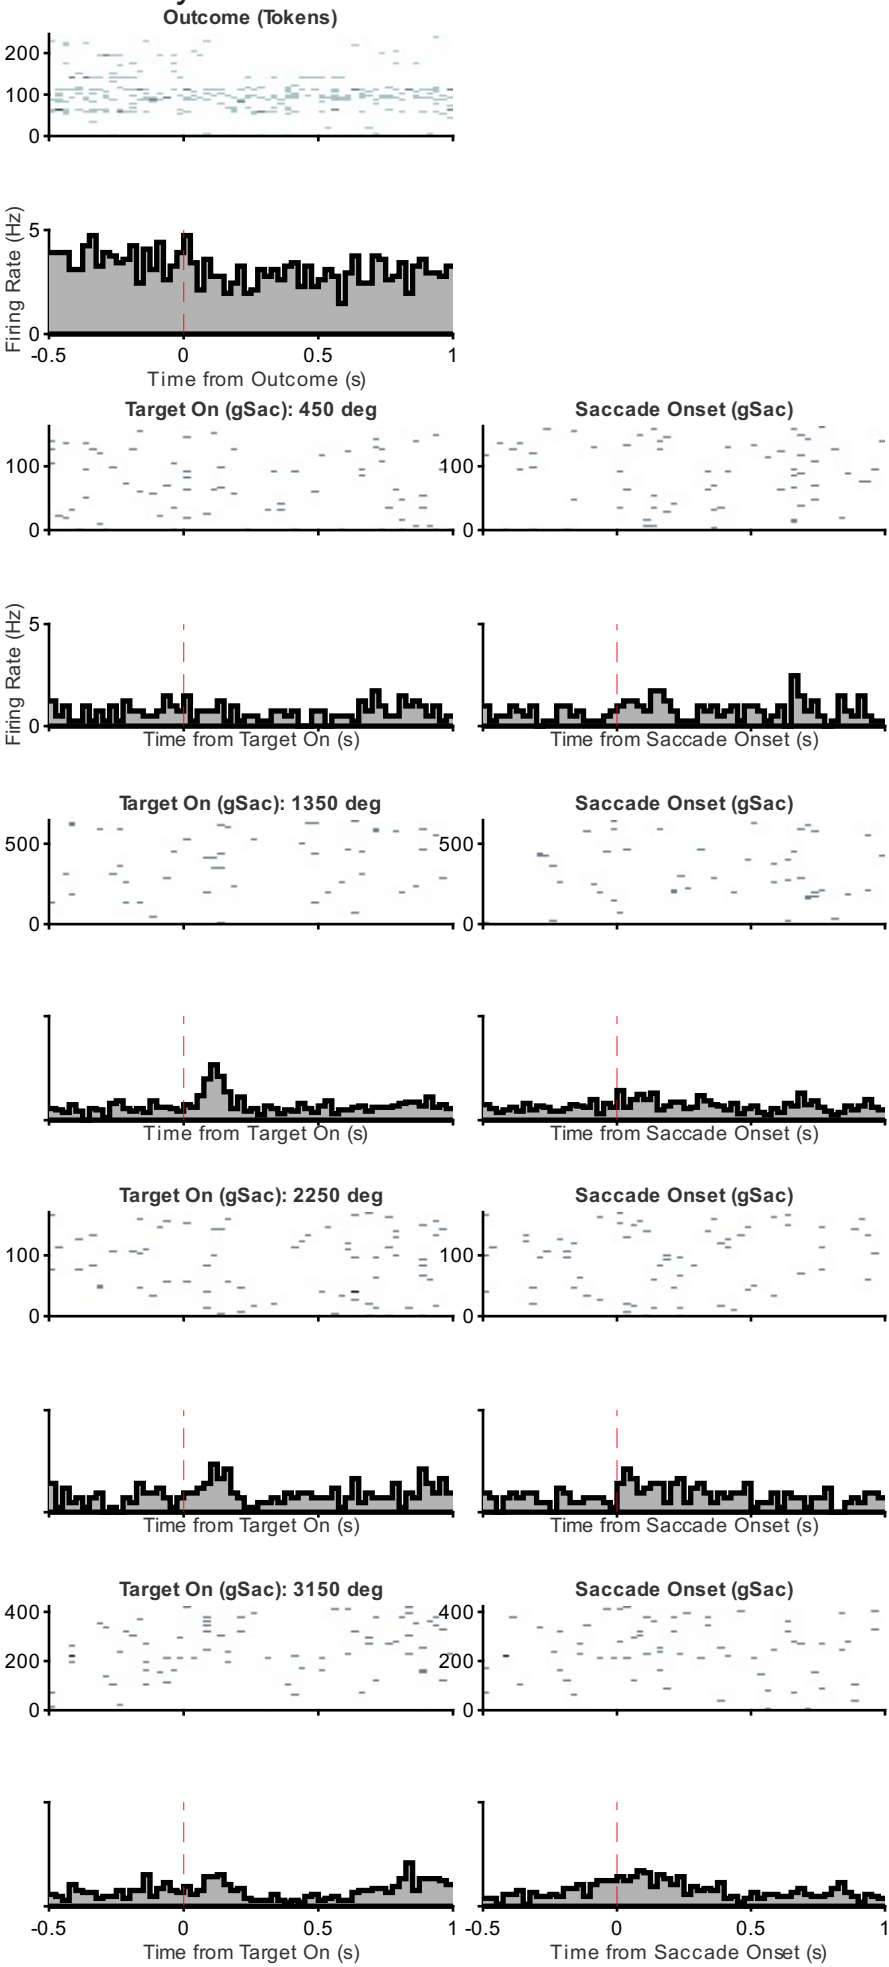 Outcome (Tokens)
200
100
0
Firing Rate (Hz)
5
0
-0.5 0 0.5 1
Time from Outcome (s)
Target On (gSac): 450 deg Saccade Onset (gSac)
100 100
0 0
Firing Rate (Hz)
5
0
Time from Target On (s) Time from Saccade Onset (s)
Target On (gSac): 1350 deg Saccade Onset (gSac)
500 500
0 0
Time from Target On (s) Time from Saccade Onset (s)
Target On (gSac): 2250 deg Saccade Onset (gSac)
100 100
0 0
Time from Target On (s) Time from Saccade Onset (s)
Target On (gSac): 3150 deg Saccade Onset (gSac)
400 400
200 200
0 0
-0.5 0 0.5 1 -0.5 0 0.5 1
Time from Target On (s) Time from Saccade Onset (s)